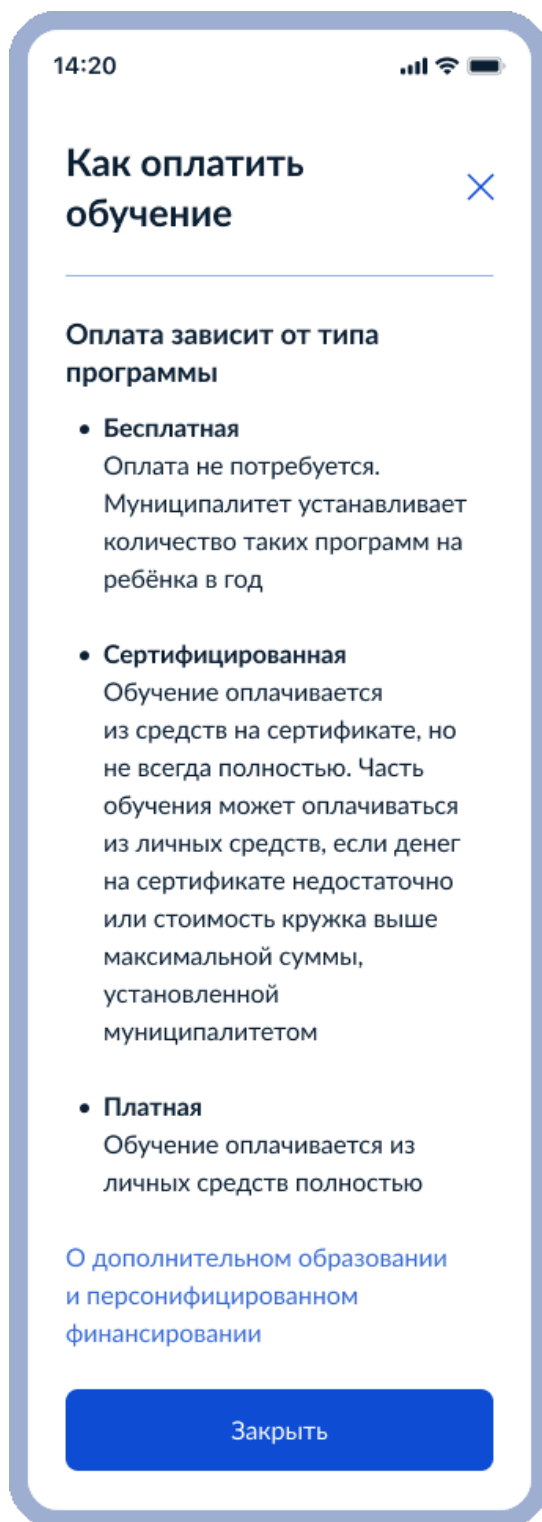 14:20
Как оплатить
обучение
Оплата зависит от типа
программы
• Бесплатная
Оплата не потребуется.
Муниципалитет устанавливает
количество таких программ на
ребёнка в год
• Сертифицированная
Обучение оплачивается
из средств на сертификате, но
не всегда полностью. Часть
обучения может оплачиваться
из личных средств, если денег
на сертификате недостаточно
или стоимость кружка выше
максимальной суммы,
установленной
муниципалитетом
• Платная
Обучение оплачивается из
личных средств полностью
О дополнительном образовании
и персонифицированном
финансировании
Закрыть